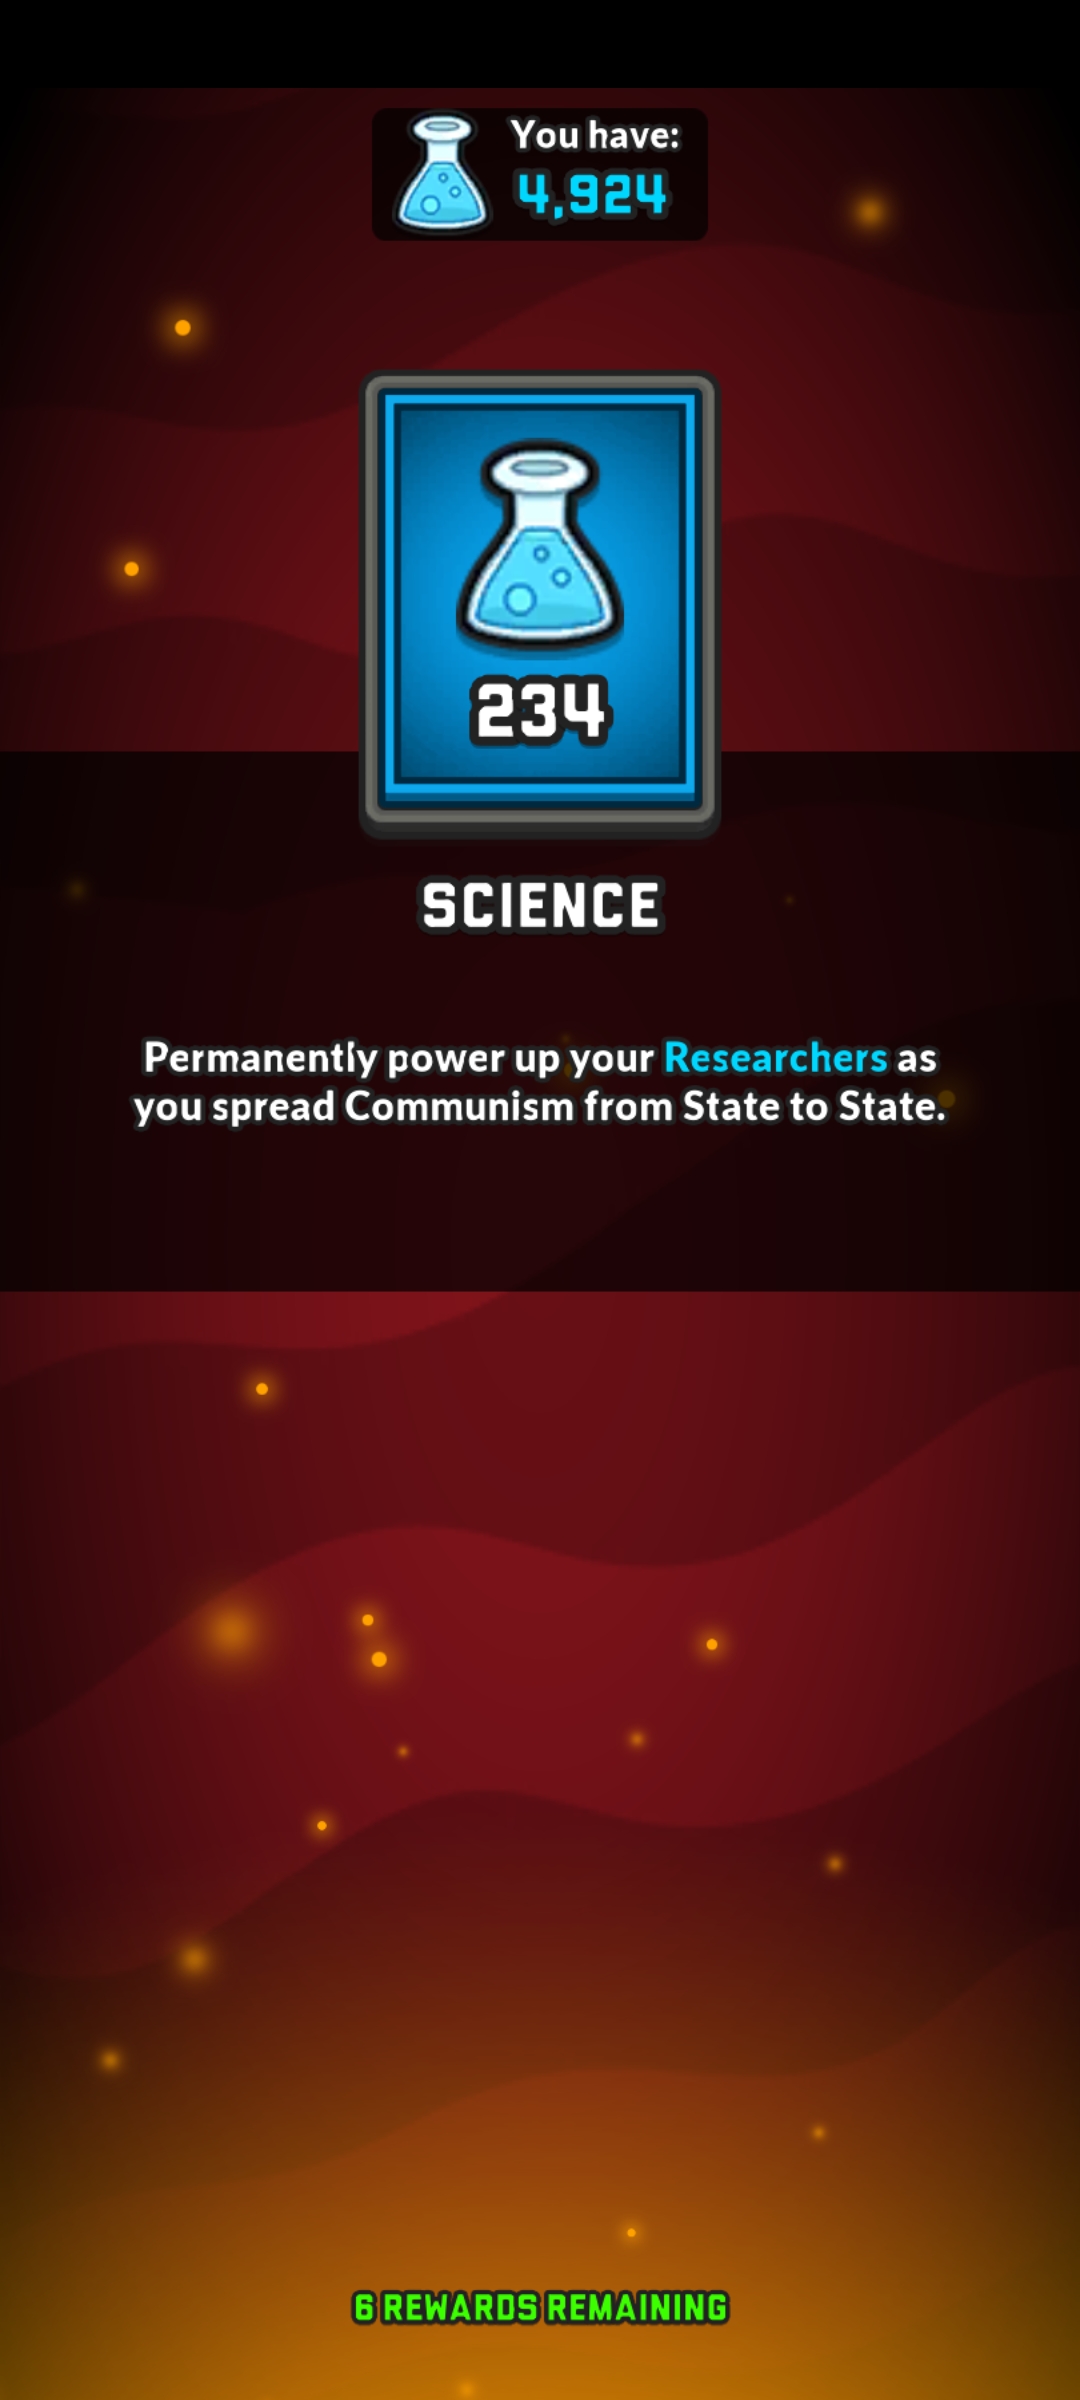 You have:
4,924
234
SCIENCE
Permanently power up your Researchers as
you spread Communism from State to State.
6 REWARDS REMAINING